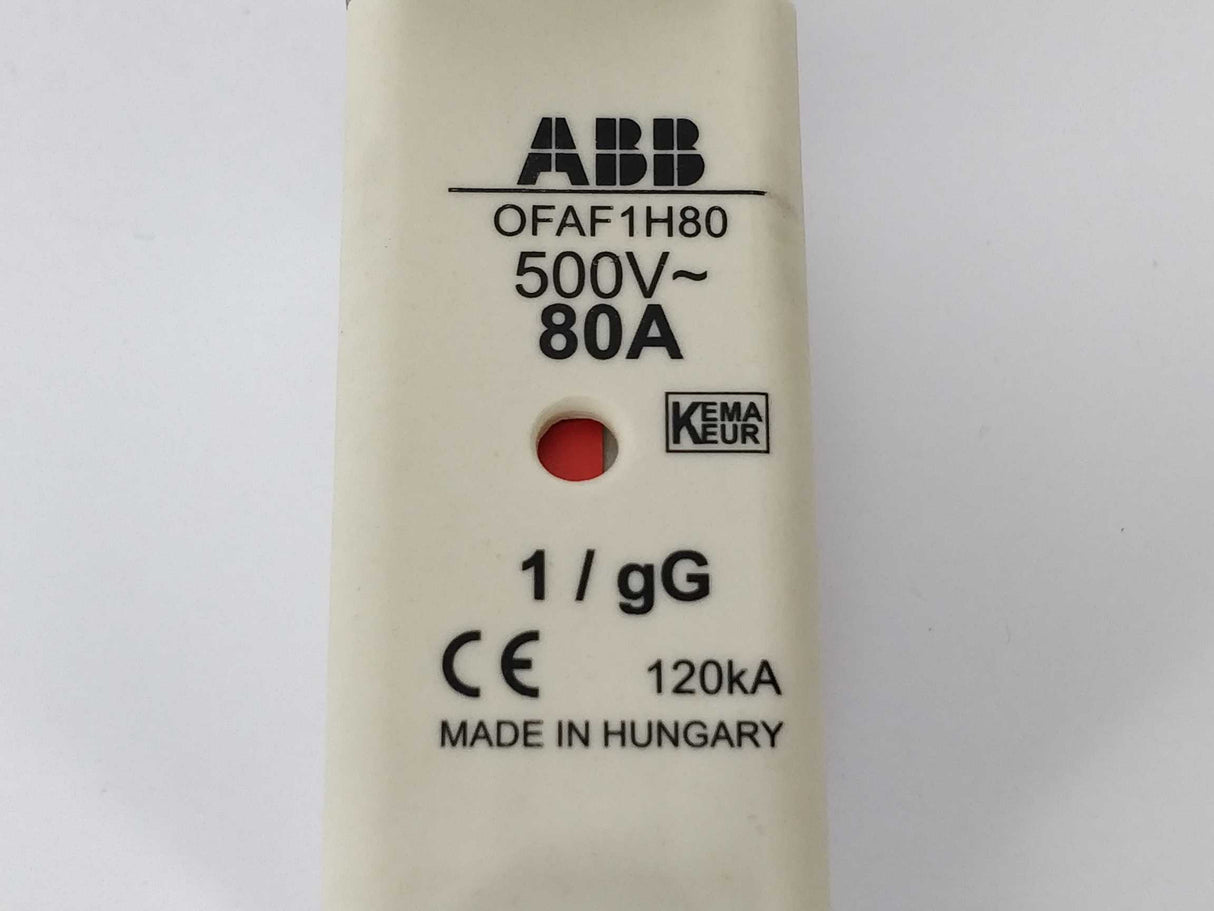 ABB
OFAF1H80
500V~
80A
KEMA
KEUR
1 / gG
CE 120kA
MADE IN HUNGARY